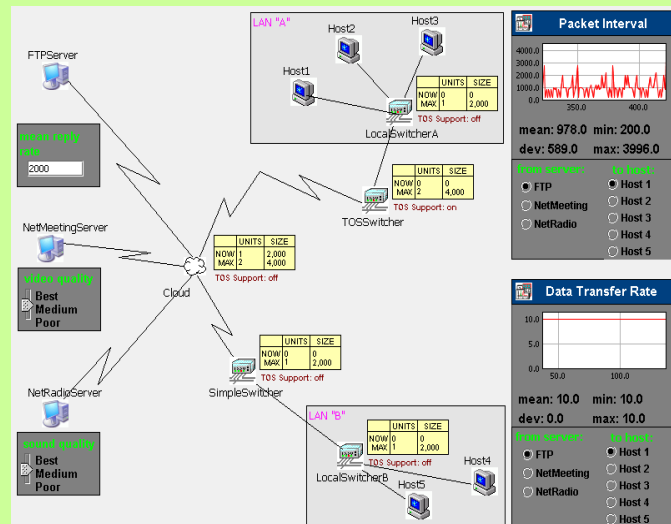 FTPServer
mean reply
rate
2000
NetMeetingServer
video quality
Best
Medium
Poor
NetRadioServer
sound quality
Best
Medium
Poor
LAN "A"
Host1
Host2
Host3
UNITS SIZE
NOW 0 0
MAX 1 2,000
TOS Support: off
LocalSwitcherA
UNITS SIZE
NOW 0 0
MAX 2 4,000
TOS Support: on
TOSSwitcher
UNITS SIZE
NOW 1 2,000
MAX 2 4,000
TOS Support: off
Cloud
UNITS SIZE
NOW 0 0
MAX 1 2,000
TOS Support: off
SimpleSwitcher
LAN "B"
UNITS SIZE
NOW 0 0
MAX 1 2,000
TOS Support: off
LocalSwitcherB
Host4
Host5
Packet Interval
4000.0
3000.0
2000.0
1000.0
0.0
350.0 400.0
mean: 978.0 min: 200.0
dev: 589.0 max: 3996.0
from server: to host:
FTP Host 1
NetMeeting Host 2
NetRadio Host 3
Host 4
Host 5
Data Transfer Rate
10.0
5.0
0.0
50.0 100.0
mean: 10.0 min: 10.0
dev: 0.0 max: 10.0
from server: to host:
FTP Host 1
NetMeeting Host 2
NetRadio Host 3
Host 4
Host 5